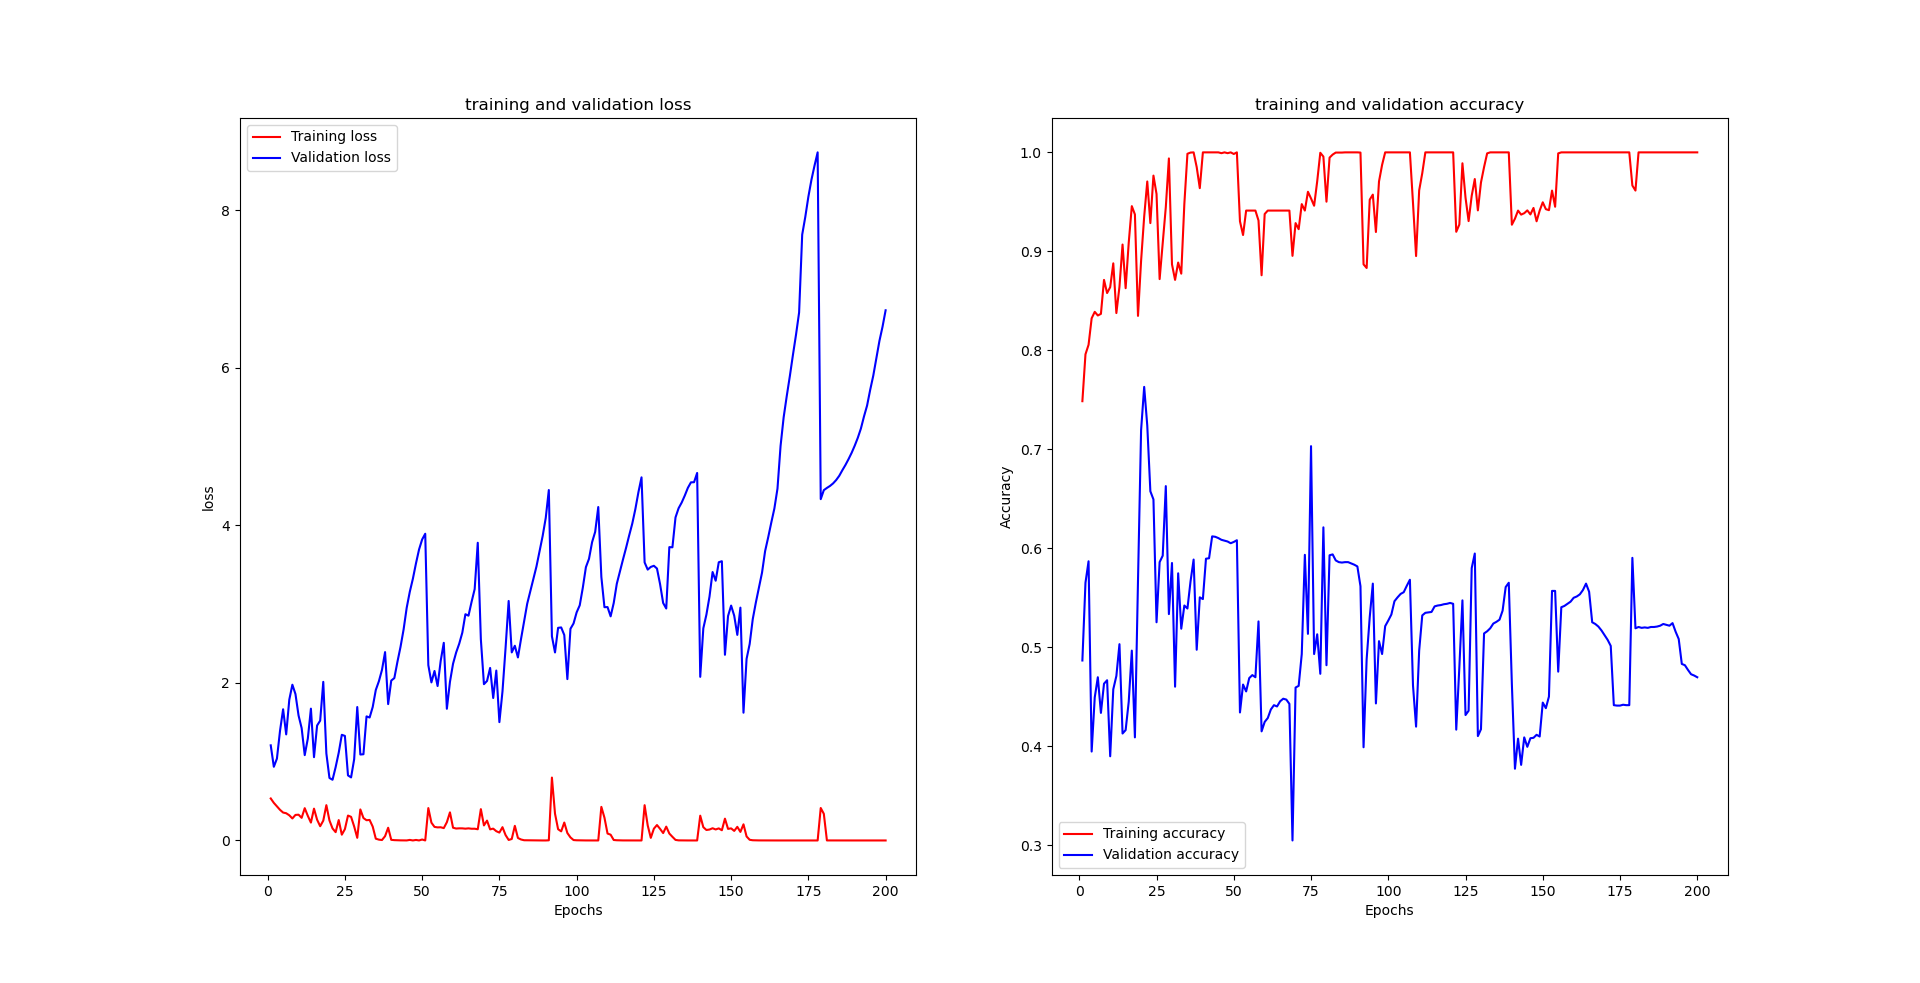 training and validation loss
Training loss
Validation loss
8
6
4
2
0
loss
0 25 50 75 100 125 150 175 200
Epochs
training and validation accuracy
1.0
0.9
0.8
0.7
0.6
0.5
0.4
0.3
Accuracy
Training accuracy
Validation accuracy
0 25 50 75 100 125 150 175 200
Epochs